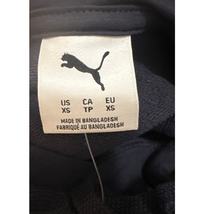 US CA EU
XS TP XS
MADE IN BANGLADESH
FABRIQUÉ AU BANGLADESH